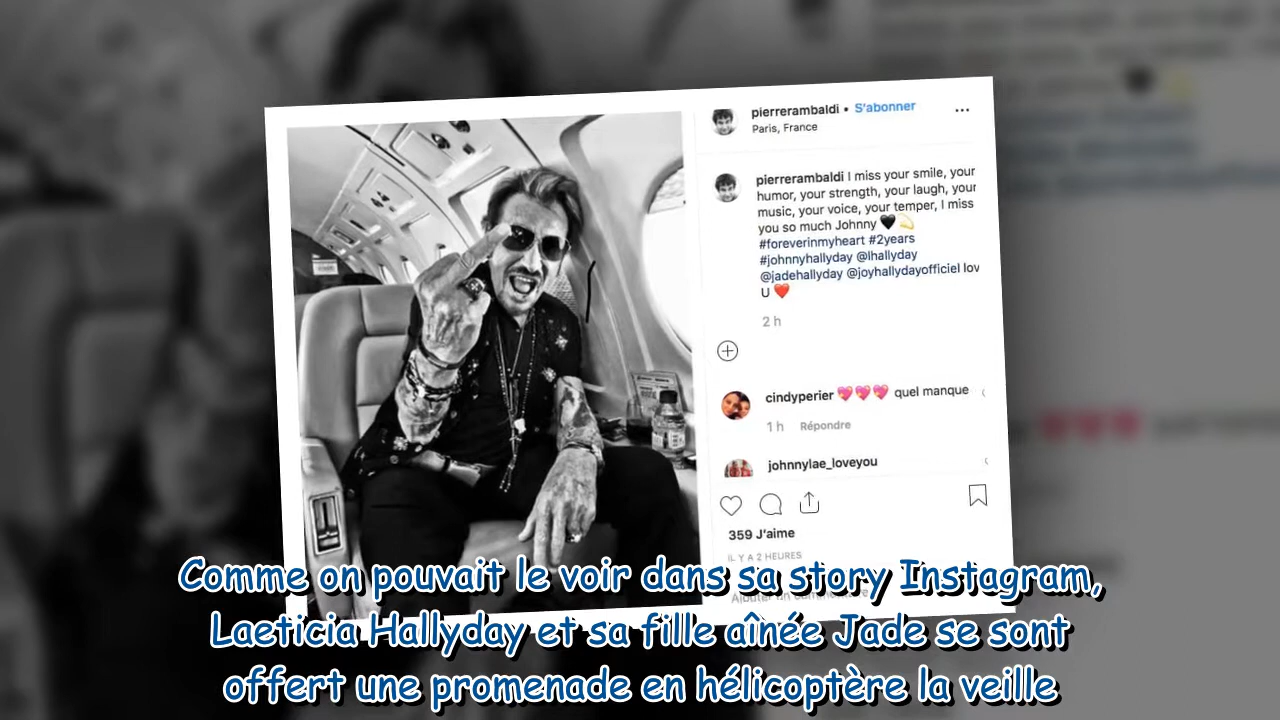 pierrerambaldi • S'abonner
Paris, France
pierrerambaldi I miss your smile, your
humor, your strength, your laugh, your
music, your voice, your temper, I miss
you so much Johnny 🖤 💫
#foreverinmyheart #2years
#johnnyhallyday @lhallyday
@jadehallyday @joyhallydayofficiel lov
U ❤️
2 h
cindyperier 💖💖💖 quel manque
1 h Répondre
johnnylae_loveyou
359 J'aime
IL Y A 2 HEURES
Ajouter un commentaire
Comme on pouvait le voir dans sa story Instagram,
Laeticia Hallyday et sa fille aînée Jade se sont
offert une promenade en hélicoptère la veille